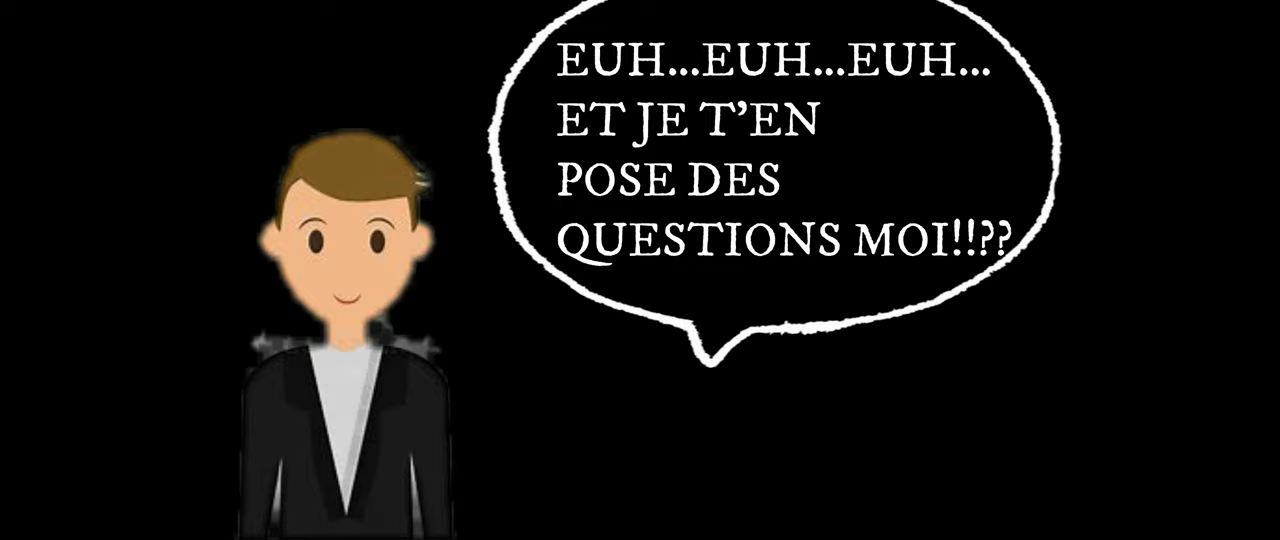 EUH...EUH...EUH...
ET JE T'EN
POSE DES
QUESTIONS MOI!!??